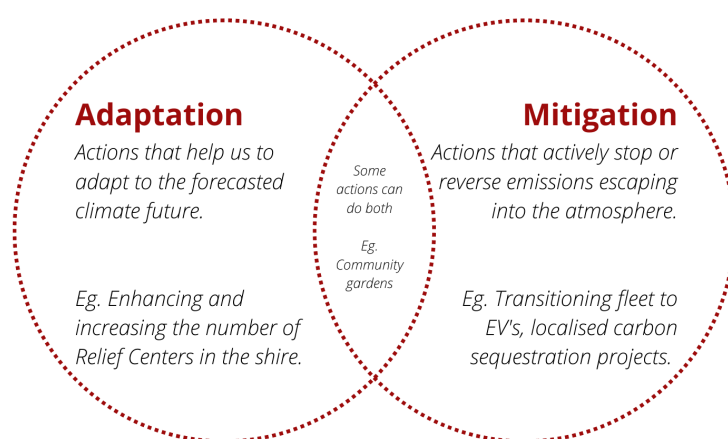 Adaptation
Actions that help us to
adapt to the forecasted
climate future.
Eg. Enhancing and
increasing the number of
Relief Centers in the shire.
Some
actions can
do both
Eg.
Community
gardens
Mitigation
Actions that actively stop or
reverse emissions escaping
into the atmosphere.
Eg. Transitioning fleet to
EV's, localised carbon
sequestration projects.